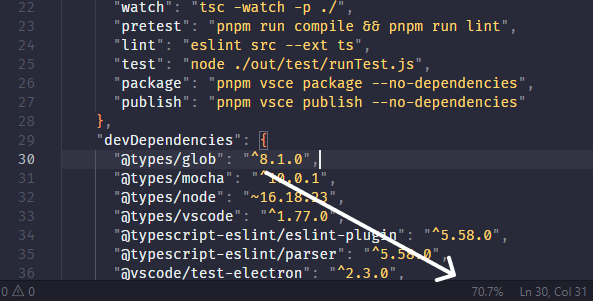 22 "watch": "tsc -watch -p ./",
23 "pretest": "pnpm run compile && pnpm run lint",
24 "lint": "eslint src --ext ts",
25 "test": "node ./out/test/runTest.js",
26 "package": "pnpm vsce package --no-dependencies",
27 "publish": "pnpm vsce publish --no-dependencies"
28 },
29 "devDependencies": {
30 "@types/glob": "^8.1.0",
31 "@types/mocha": "^10.0.1",
32 "@types/node": "~16.18.23",
33 "@types/vscode": "^1.77.0",
34 "@typescript-eslint/eslint-plugin": "^5.58.0",
35 "@typescript-eslint/parser": "^5.58.0",
36 "@vscode/test-electron": "^2.3.0",
0 0 70.7% Ln 30, Col 31